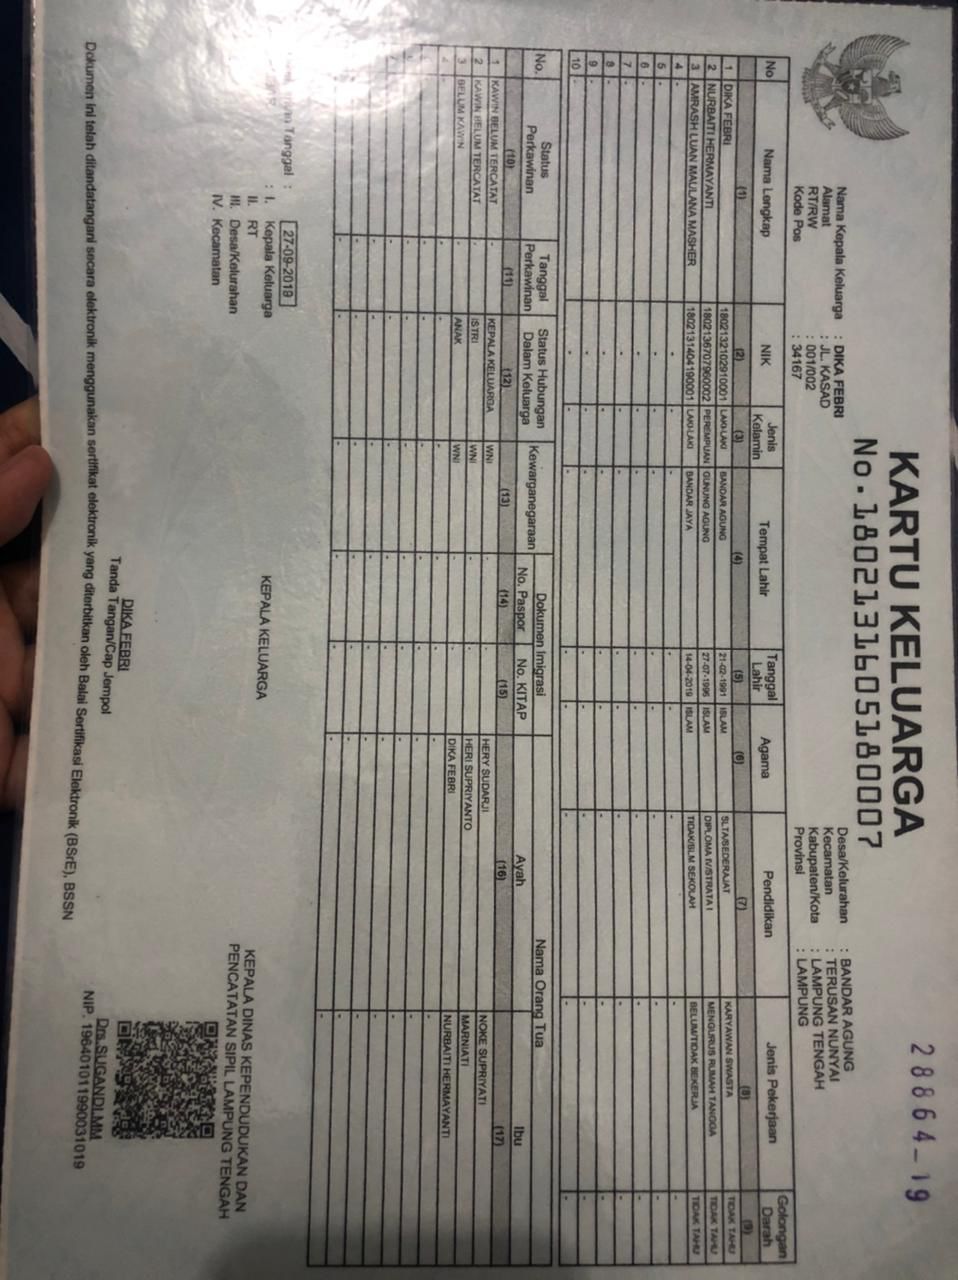 28864-19
KARTU KELUARGA
No. 1802131605180007
Nama Kepala Keluarga : DIKA FEBRI
Alamat : JL. KASAD
RT/RW : 001/002
Kode Pos : 34167
Desa/Kelurahan : BANDAR AGUNG
Kecamatan : TERUSAN NUNYAI
Kabupaten/Kota : LAMPUNG TENGAH
Provinsi : LAMPUNG
No Nama Lengkap NIK Jenis Kelamin Tempat Lahir Tanggal Lahir Agama Pendidikan Jenis Pekerjaan Golongan Darah
(1) (2) (3) (4) (5) (6) (7) (8) (9)
1 DIKA FEBRI 1802132102910001 LAKI-LAKI BANDAR AGUNG 21-02-1991 ISLAM SLTA/SEDERAJAT KARYAWAN SWASTA TIDAK TAHU
2 NURBAITI HERMAYANTI 1802136707960002 PEREMPUAN GUNUNG AGUNG 27-07-1996 ISLAM DIPLOMA IV/STRATA I MENGURUS RUMAH TANGGA TIDAK TAHU
3 AMRASH LUAN MAULANA MASHER 1802131404190001 LAKI-LAKI BANDAR JAYA 14-04-2019 ISLAM TIDAK/BLM SEKOLAH BELUM/TIDAK BEKERJA TIDAK TAHU
4 - - - - - - - - -
5 - - - - - - - - -
6 - - - - - - - - -
7 - - - - - - - - -
8 - - - - - - - - -
9 - - - - - - - - -
10 - - - - - - - - -
No. Status Perkawinan Tanggal Perkawinan Status Hubungan Dalam Keluarga Kewarganegaraan Dokumen Imigrasi Nama Orang Tua
No. Paspor No. KITAP Ayah Ibu
(10) (11) (12) (13) (14) (15) (16) (17)
1 KAWIN BELUM TERCATAT - KEPALA KELUARGA WNI - - HERY SUDARJI NOKE SUPRIYATI
2 KAWIN BELUM TERCATAT - ISTRI WNI - - HERI SUPRIYANTO MARNIATI
3 BELUM KAWIN - ANAK WNI - - DIKA FEBRI NURBAITI HERMAYANTI
Tanggal : 27-09-2019
: I. Kepala Keluarga
II. RT
III. Desa/Kelurahan
IV. Kecamatan
KEPALA KELUARGA
DIKA FEBRI
Tanda Tangan/Cap Jempol
KEPALA DINAS KEPENDUDUKAN DAN
PENCATATAN SIPIL LAMPUNG TENGAH
Drs.SUGANDI,MM
NIP. 196401011990031019
Dokumen ini telah ditandatangani secara elektronik menggunakan sertifikat elektronik yang diterbitkan oleh Balai Sertifikasi Elektronik (BSrE), BSSN